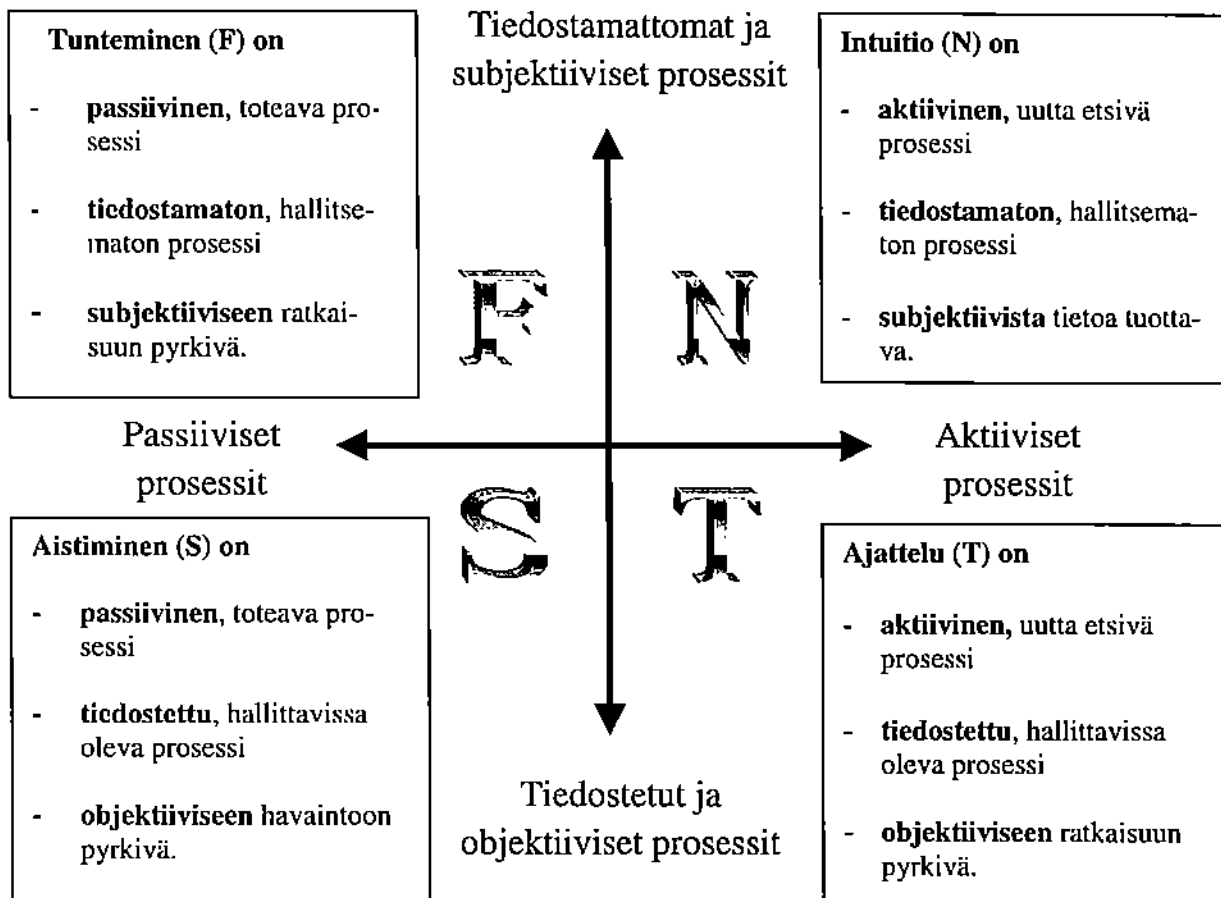 Tunteminen (F) on
- passiivinen, toteava pro-
sessi
- tiedostamaton, hallitse-
maton prosessi
- subjektiiviseen ratkai-
suun pyrkivä.
Tiedostamattomat ja
subjektiiviset prosessit
Intuitio (N) on
- aktiivinen, uutta etsivä
prosessi
- tiedostamaton, hallitsema-
ton prosessi
- subjektiivista tietoa tuotta-
va.
F N
Passiiviset
prosessit
Aktiiviset
prosessit
S T
Aistiminen (S) on
- passiivinen, toteava pro-
sessi
- tiedostettu, hallittavissa
oleva prosessi
- objektiiviseen havaintoon
pyrkivä.
Tiedostetut ja
objektiiviset prosessit
Ajattelu (T) on
- aktiivinen, uutta etsivä
prosessi
- tiedostettu, hallittavissa
oleva prosessi
- objektiiviseen ratkaisuun
pyrkivä.